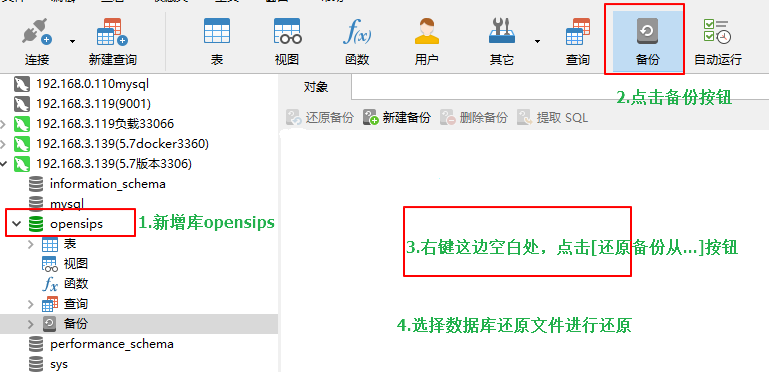 连接
新建查询
表
视图
函数
用户
其它
查询
备份
自动运行
192.168.0.110mysql
192.168.3.119(9001)
192.168.3.119负载33066
192.168.3.139(5.7docker3360)
192.168.3.139(5.7版本3306)
information_schema
mysql
opensips
表
视图
函数
查询
备份
performance_schema
sys
对象
还原备份
新建备份
删除备份
提取 SQL
1.新增库opensips
2.点击备份按钮
3.右键这边空白处，点击[还原备份从...]按钮
4.选择数据库还原文件进行还原